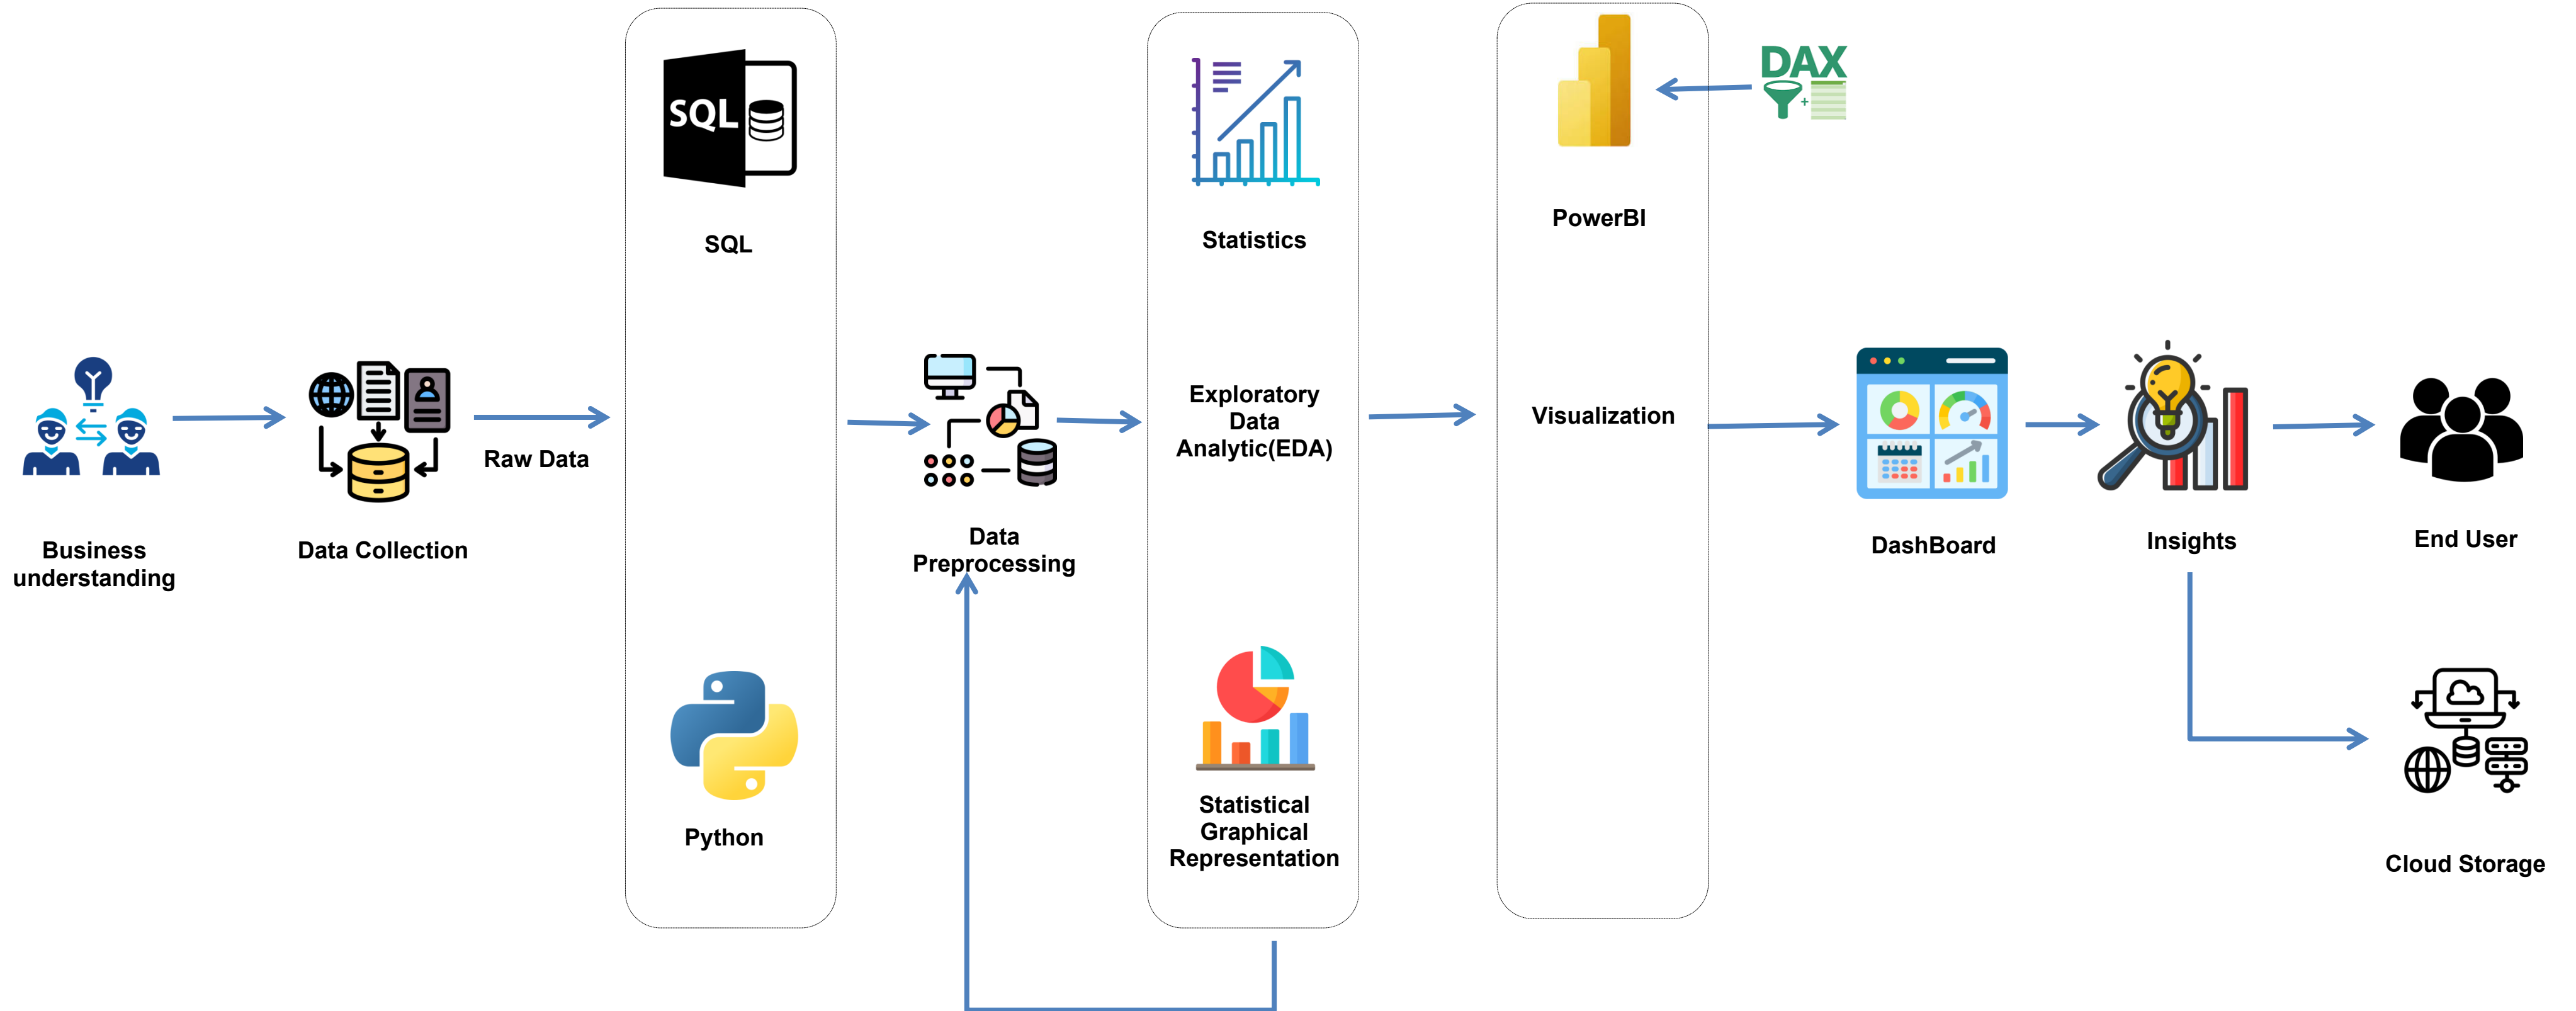 SQL
SQL
Python
Statistics
Exploratory
Data
Analytic(EDA)
Statistical
Graphical
Representation
PowerBI
DAX
+
Visualization
Business
understanding
Data Collection
Raw Data
Data
Preprocessing
DashBoard
Insights
End User
Cloud Storage